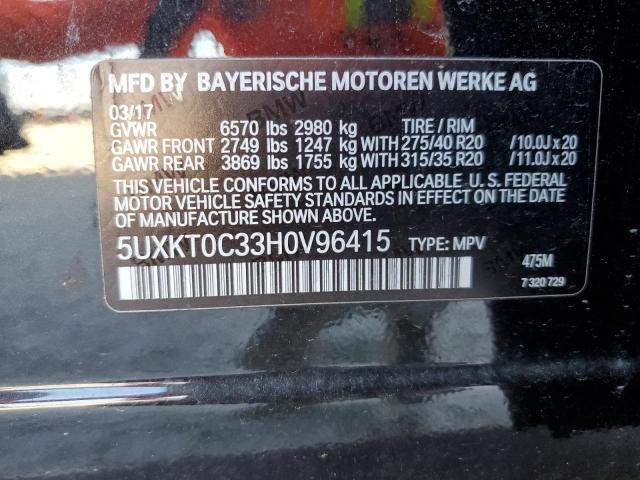 MFD BY BAYERISCHE MOTOREN WERKE AG
03/17
GVWR 6570 lbs 2980 kg TIRE / RIM
GAWR FRONT 2749 lbs 1247 kg WITH 275/40 R20 /10.0J x 20
GAWR REAR 3869 lbs 1755 kg WITH 315/35 R20 /11.0J x 20
THIS VEHICLE CONFORMS TO ALL APPLICABLE U. S. FEDERAL
MOTOR VEHICLE SAFETY STANDARDS IN EFFECT ON THE
DATE OF MANUFACTURE SHOWN ABOVE.
5UXKT0C33H0V96415 TYPE: MPV
475M
7 320 729